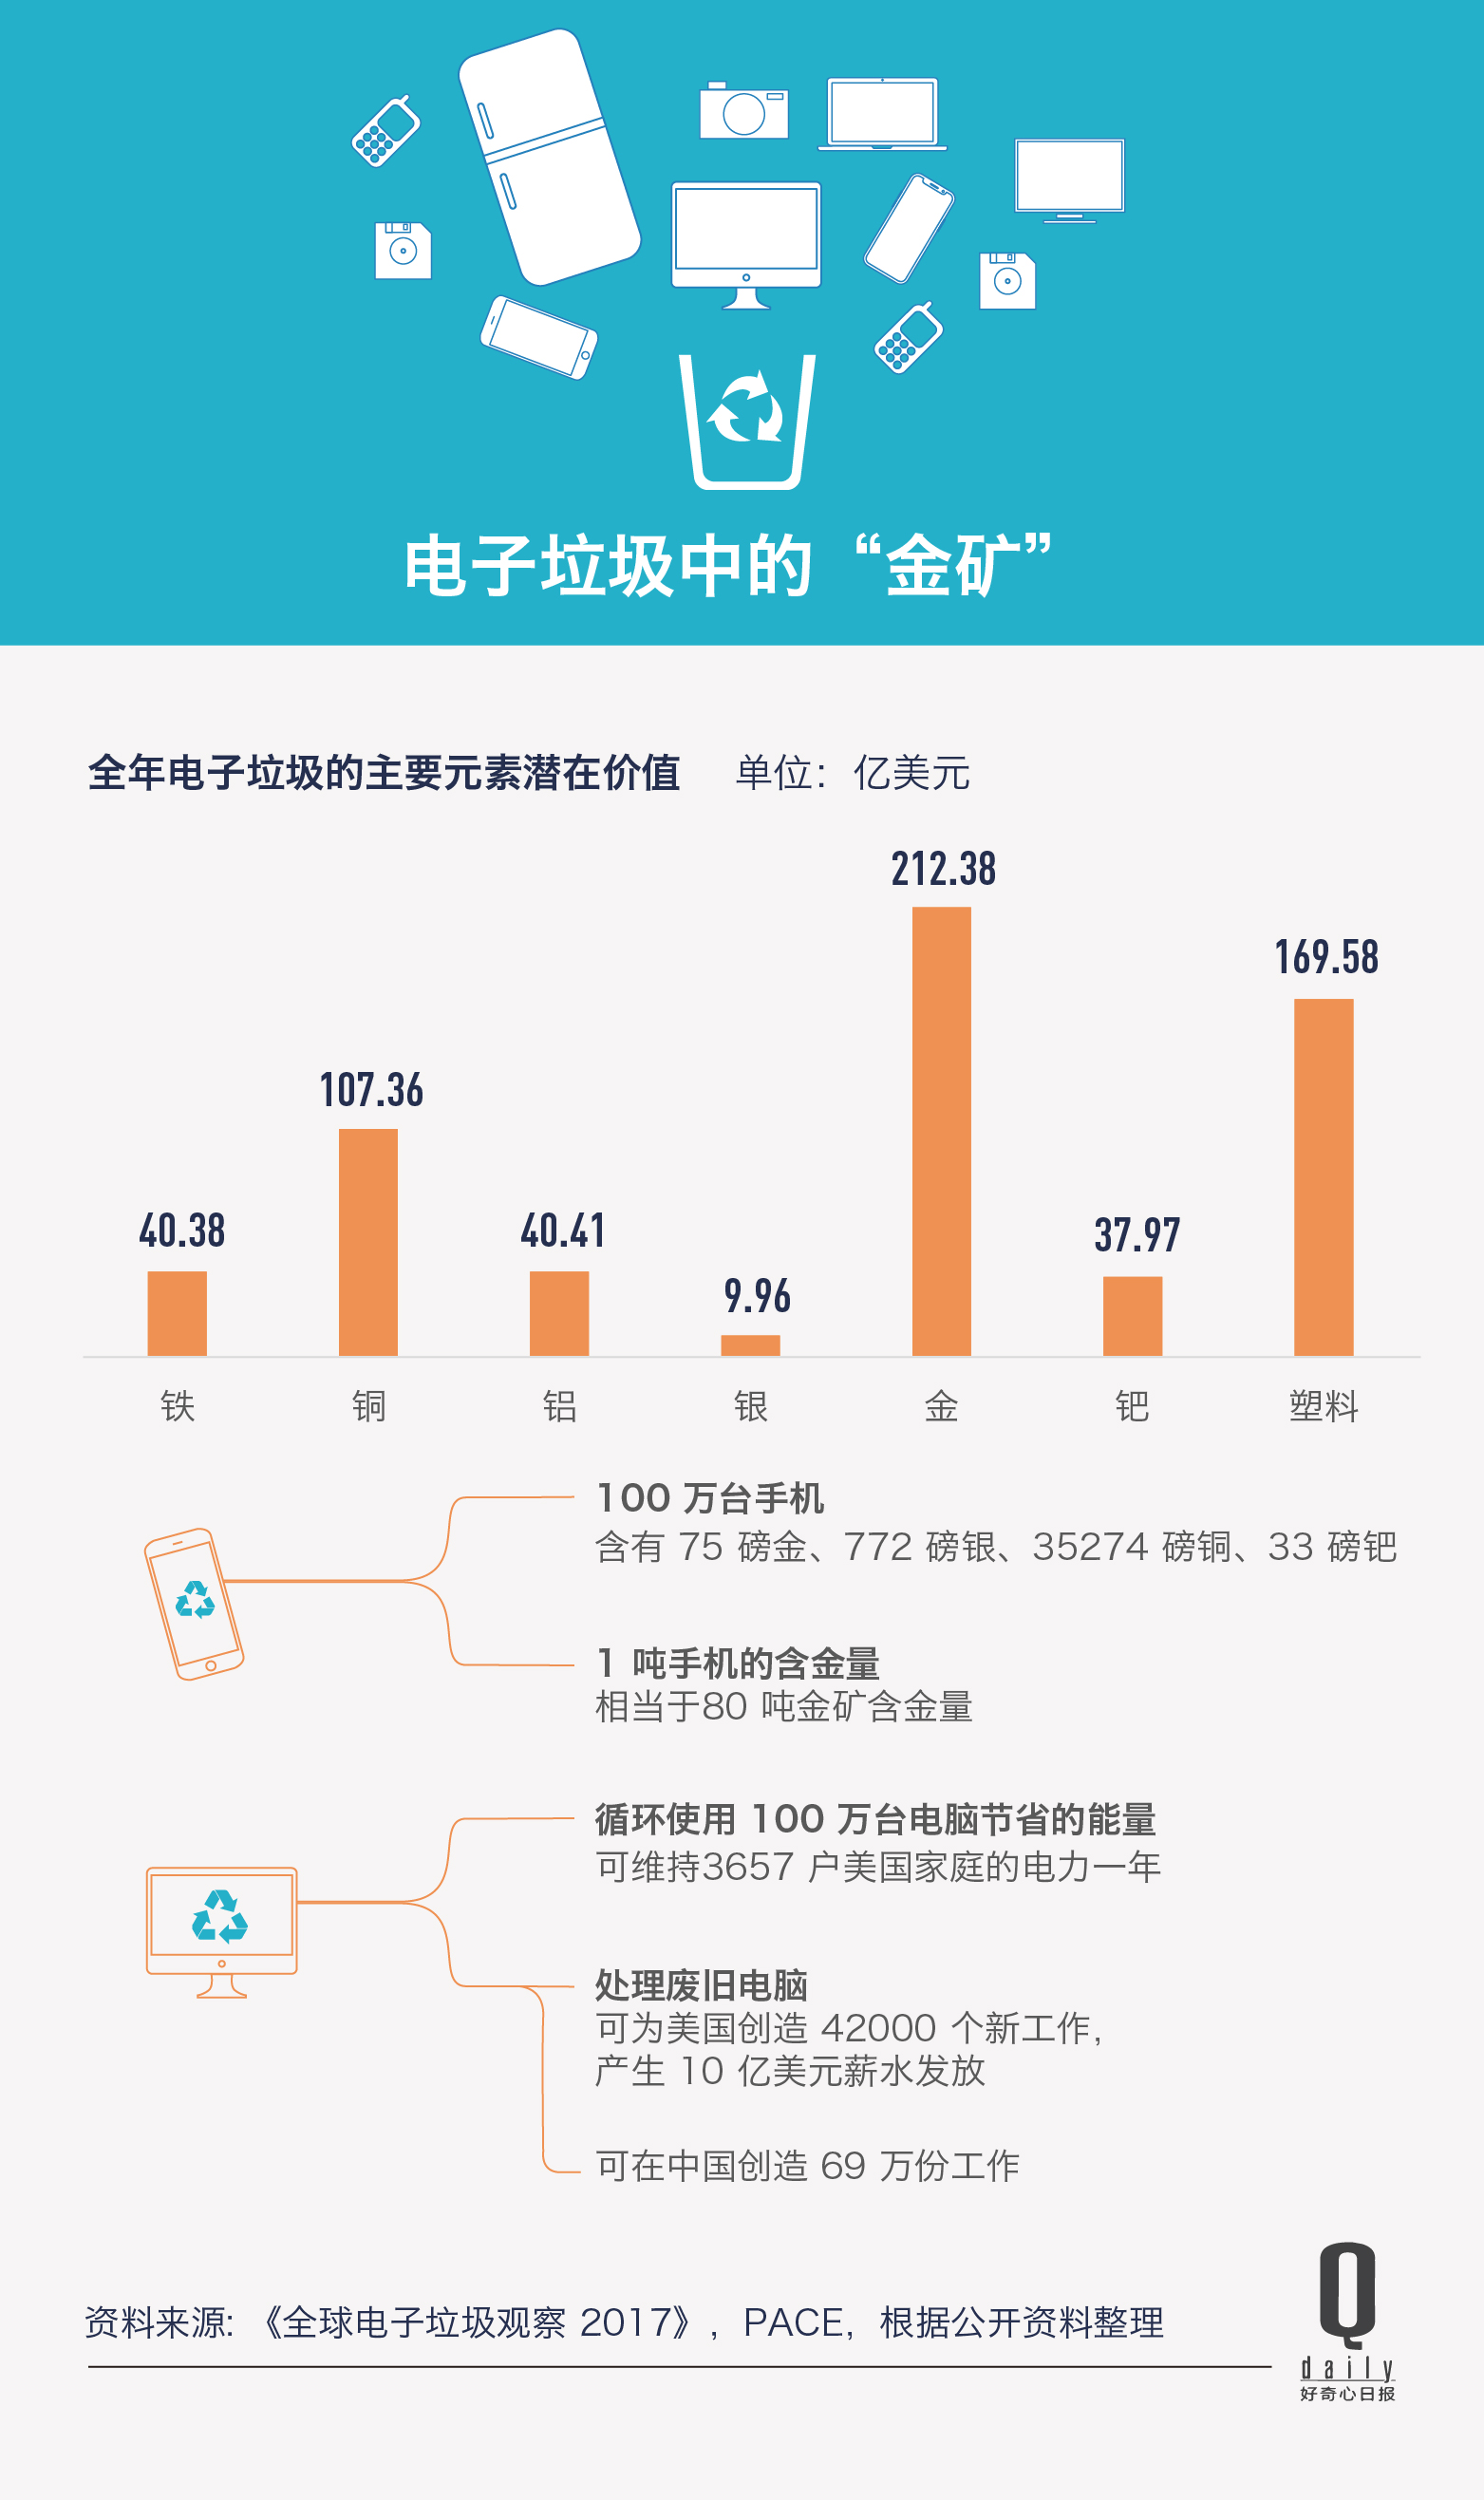 电子垃圾中的“金矿”
全年电子垃圾的主要元素潜在价值 单位：亿美元
212.38
169.58
107.36
40.38
40.41
37.97
9.96
铁 铜 铝 银 金 钯 塑料
100 万台手机
含有 75 磅金、772 磅银、35274 磅铜、33 磅钯
1 吨手机的含金量
相当于80 吨金矿含金量
循环使用 100 万台电脑节省的能量
可维持3657 户美国家庭的电力一年
处理废旧电脑
可为美国创造 42000 个新工作，
产生 10 亿美元薪水发放
可在中国创造 69 万份工作
资料来源：《全球电子垃圾观察 2017》，PACE，根据公开资料整理
Q
daily
好奇心日报